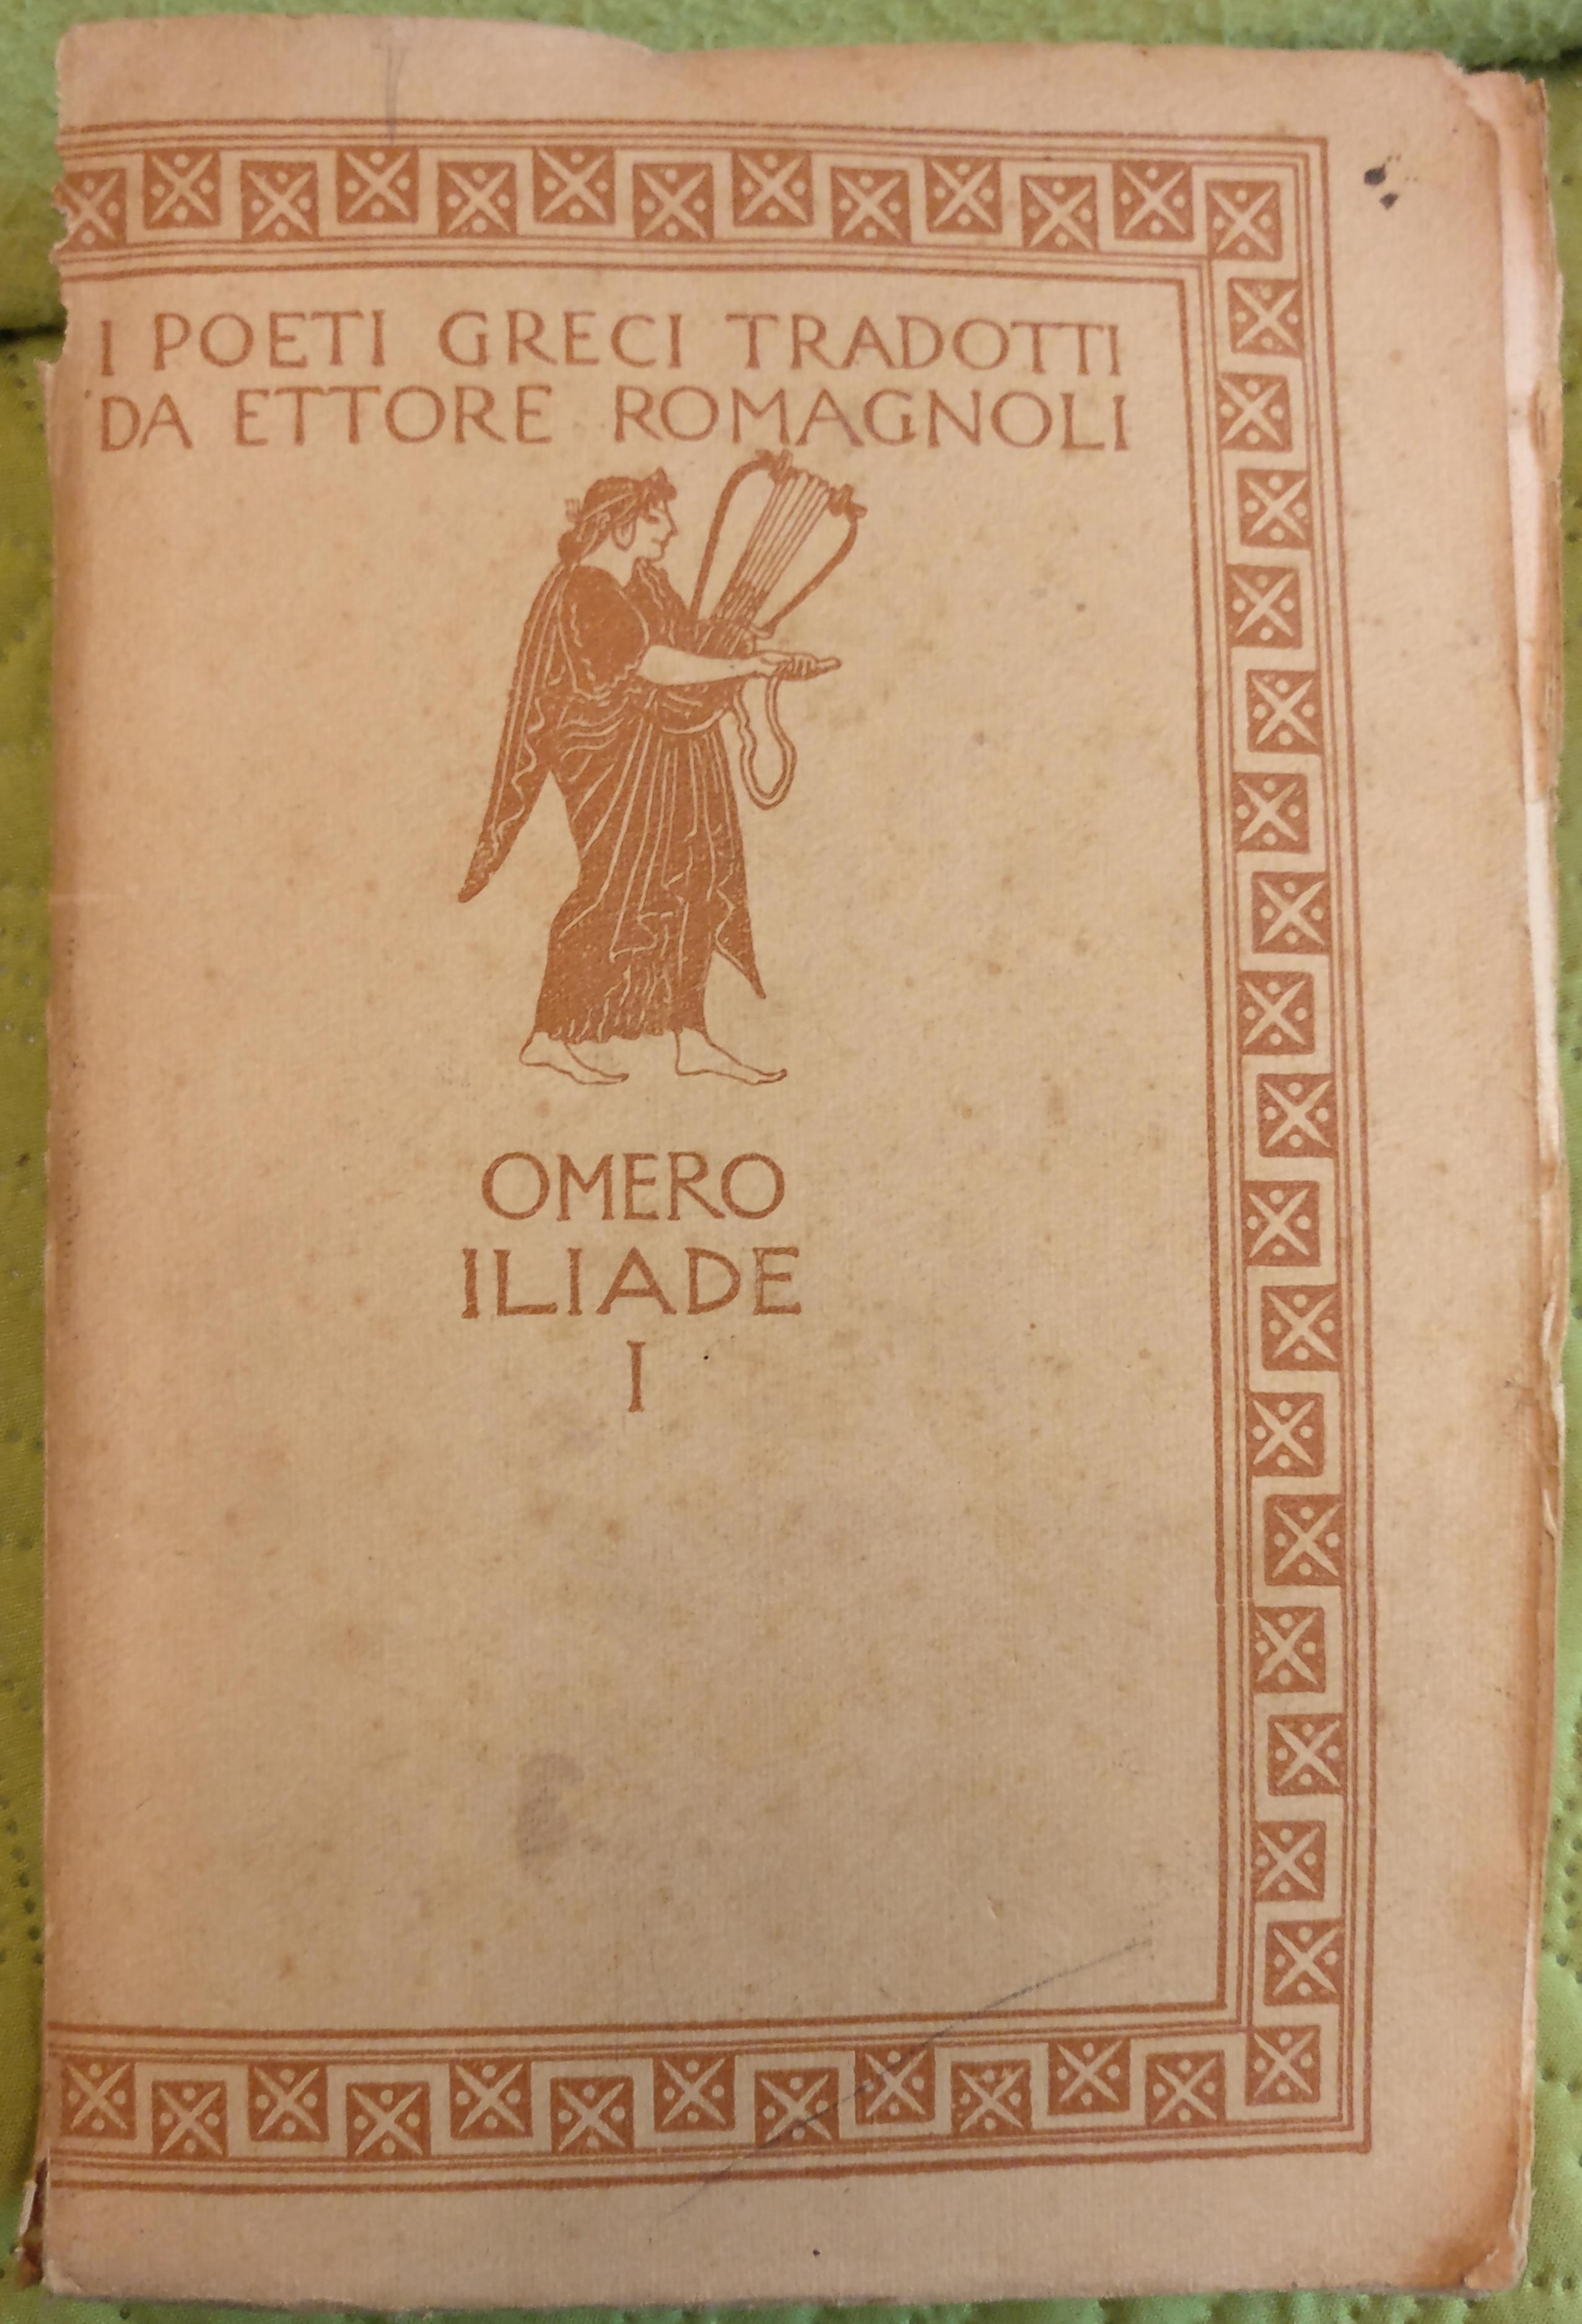 I POETI GRECI TRADOTTI
DA ETTORE ROMAGNOLI
OMERO
ILIADE
I